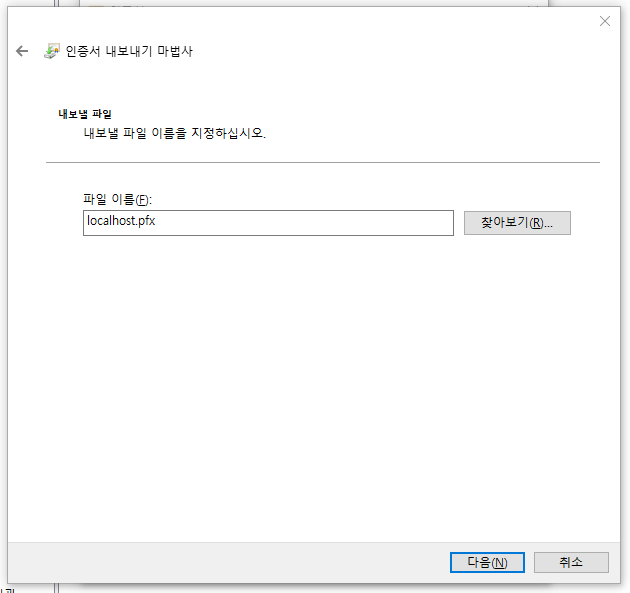 인증서 내보내기 마법사
내보낼 파일
내보낼 파일 이름을 지정하십시오.
파일 이름(F):
localhost.pfx
찾아보기(R)...
다음(N)
취소